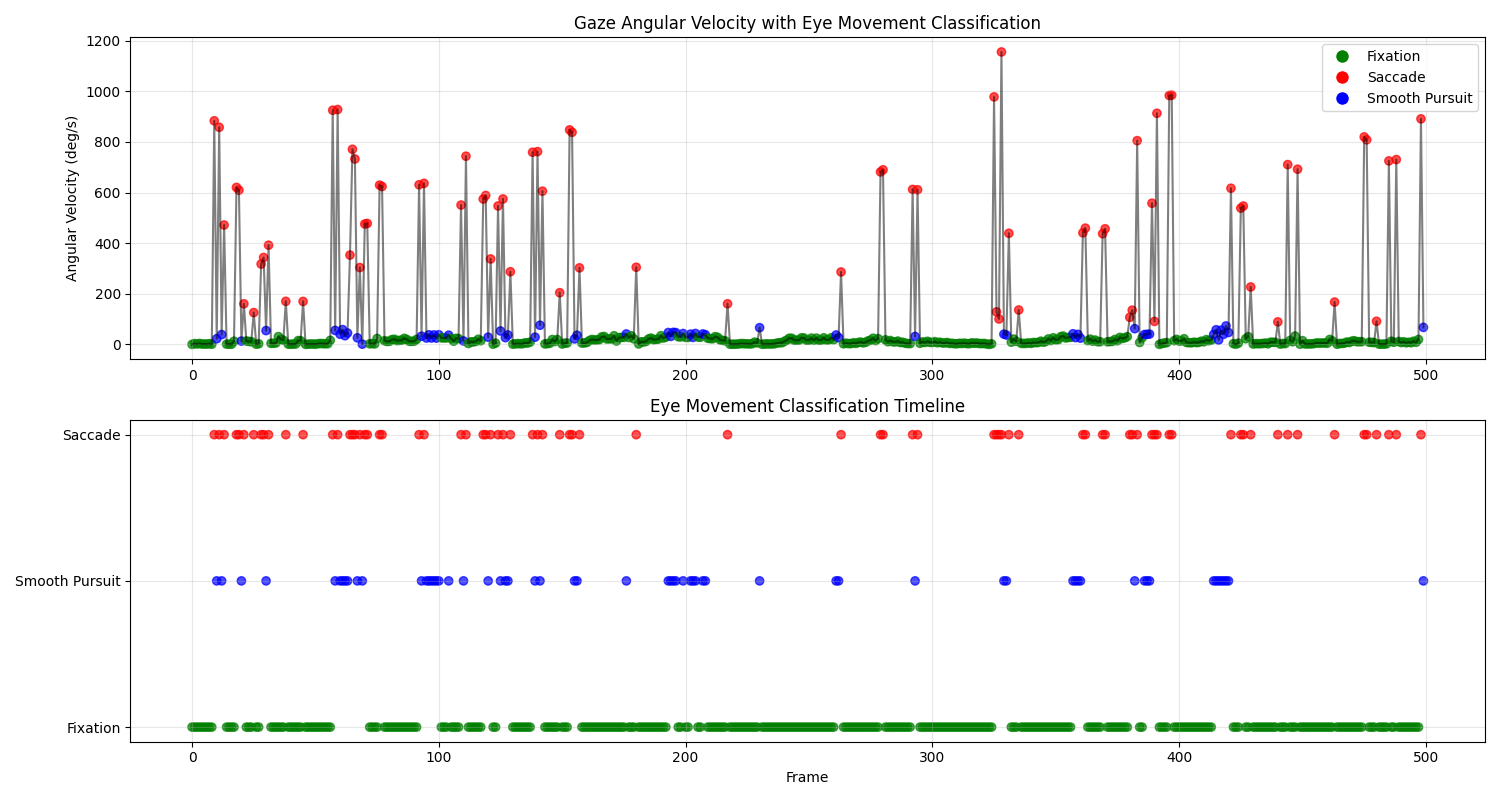 Gaze Angular Velocity with Eye Movement Classification
Angular Velocity (deg/s)
1200
1000
800
600
400
200
0
Fixation
Saccade
Smooth Pursuit
0 100 200 300 400 500
Eye Movement Classification Timeline
Saccade
Smooth Pursuit
Fixation
0 100 200 300 400 500
Frame